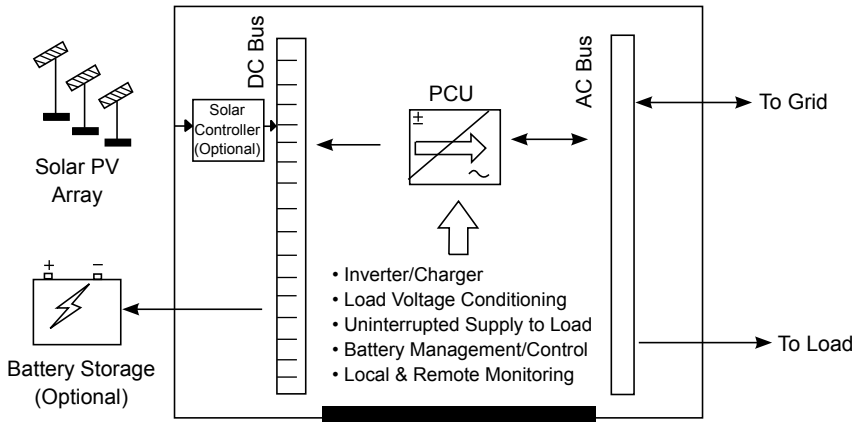 Solar PV
Array
Solar
Controller
(Optional)
DC Bus
PCU
±
~
AC Bus
To Grid
+ −
Battery Storage
(Optional)
• Inverter/Charger
• Load Voltage Conditioning
• Uninterrupted Supply to Load
• Battery Management/Control
• Local & Remote Monitoring
To Load